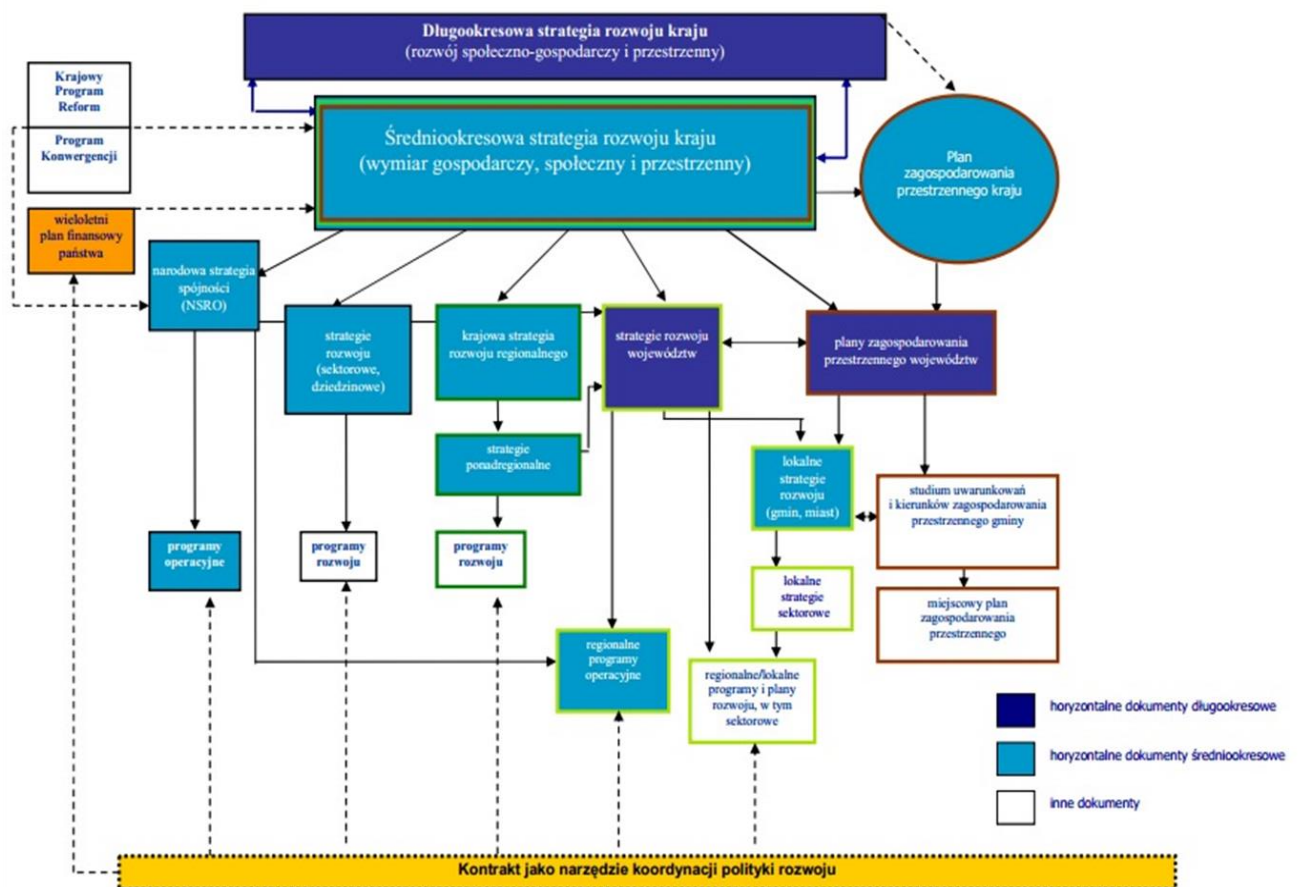 Długookresowa strategia rozwoju kraju
(rozwój społeczno-gospodarczy i przestrzenny)
Krajowy
Program
Reform
Program
Konwergencji
Średniookresowa strategia rozwoju kraju
(wymiar gospodarczy, społeczny i przestrzenny)
Plan
zagospodarowania
przestrzennego kraju
wieloletni
plan finansowy
państwa
narodowa strategia
spójności
(NSRO)
strategie
rozwoju
(sektorowe,
dziedzinowe)
krajowa strategia
rozwoju regionalnego
strategie rozwoju
województw
plany zagospodarowania
przestrzennego województw
strategie
ponadregionalne
lokalne
strategie
rozwoju
(gmin, miast)
studium uwarunkowań
i kierunków zagospodarowania
przestrzennego gminy
programy
operacyjne
programy
rozwoju
programy
rozwoju
lokalne
strategie
sektorowe
miejscowy plan
zagospodarowania
przestrzennego
regionalne
programy
operacyjne
regionalne/lokalne
programy i plany
rozwoju, w tym
sektorowe
horyzontalne dokumenty długookresowe
horyzontalne dokumenty średniookresowe
inne dokumenty
Kontrakt jako narzędzie koordynacji polityki rozwoju